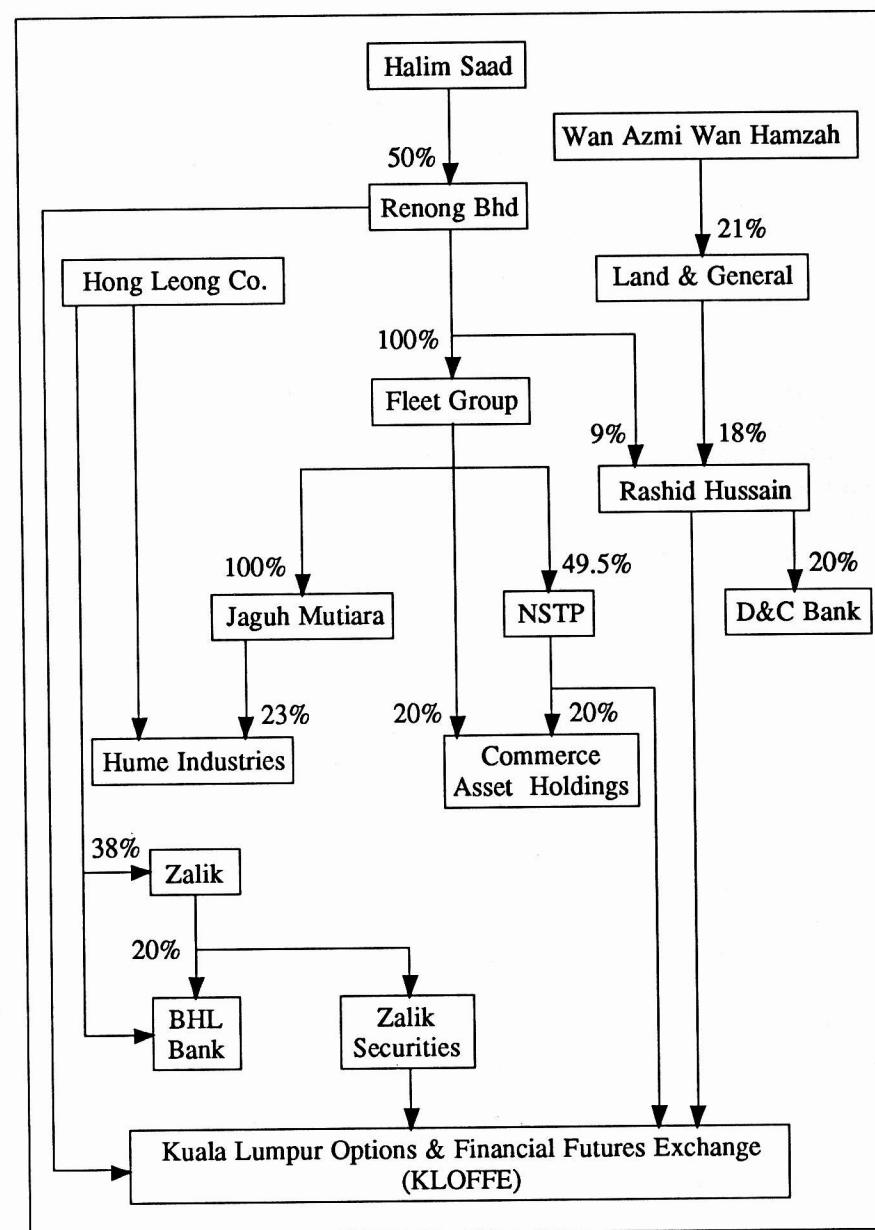 Halim Saad
Wan Azmi Wan Hamzah
50%
Renong Bhd
21%
Hong Leong Co.
Land & General
100%
Fleet Group
9%
18%
Rashid Hussain
100%
49.5%
20%
Jaguh Mutiara
NSTP
D&C Bank
23%
20%
20%
Hume Industries
Commerce
Asset Holdings
38%
Zalik
20%
BHL
Bank
Zalik
Securities
Kuala Lumpur Options & Financial Futures Exchange
(KLOFFE)